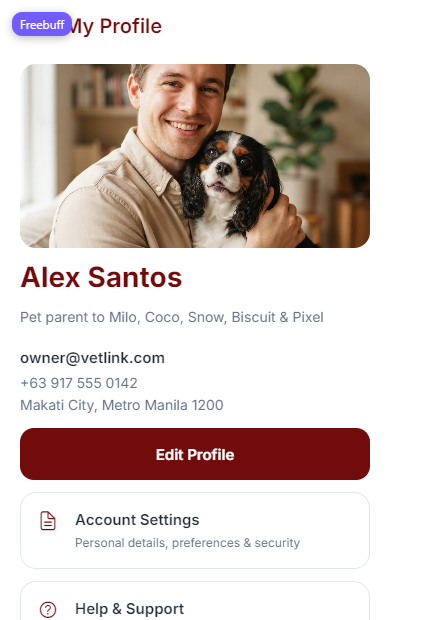 Freebuff
My Profile
Alex Santos
Pet parent to Milo, Coco, Snow, Biscuit & Pixel
owner@vetlink.com
+63 917 555 0142
Makati City, Metro Manila 1200
Edit Profile
Account Settings
Personal details, preferences & security
Help & Support